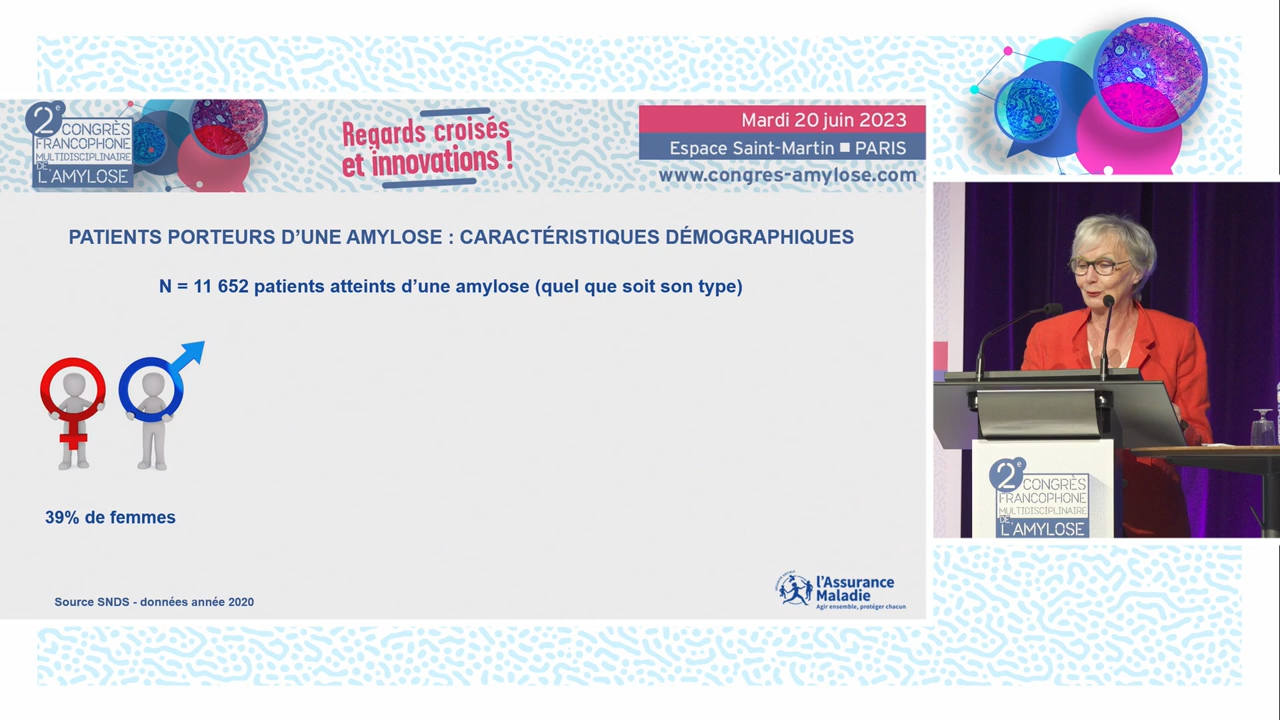 2e CONGRÈS
FRANCOPHONE
MULTIDISCIPLINAIRE
DE
L'AMYLOSE
Regards croisés
et innovations !
Mardi 20 juin 2023
Espace Saint-Martin ■ PARIS
www.congres-amylose.com
PATIENTS PORTEURS D'UNE AMYLOSE : CARACTÉRISTIQUES DÉMOGRAPHIQUES
N = 11 652 patients atteints d'une amylose (quel que soit son type)
39% de femmes
Source SNDS - données année 2020
l'Assurance
Maladie
Agir ensemble, protéger chacun
2e CONGRÈS
FRANCOPHONE
MULTIDISCIPLINAIRE
DE
L'AMYLOSE